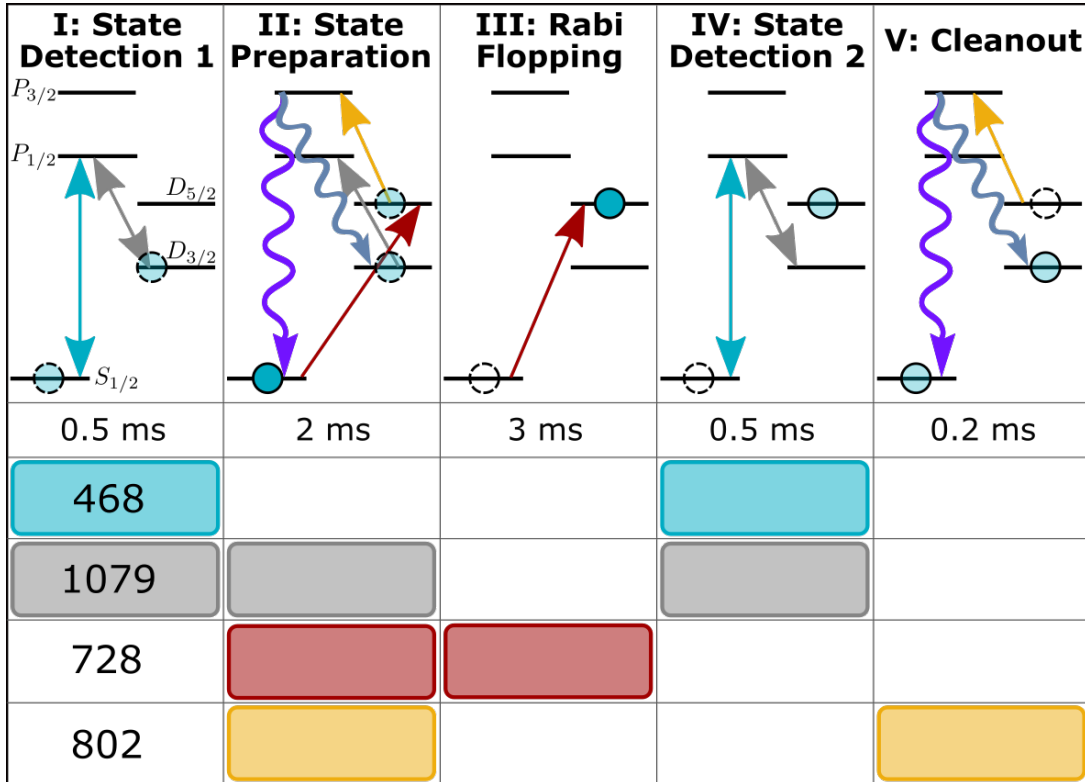 I: State
Detection 1
II: State
Preparation
III: Rabi
Flopping
IV: State
Detection 2
V: Cleanout
P3/2
P1/2
D5/2
D3/2
S1/2
0.5 ms
2 ms
3 ms
0.5 ms
0.2 ms
468
1079
728
802